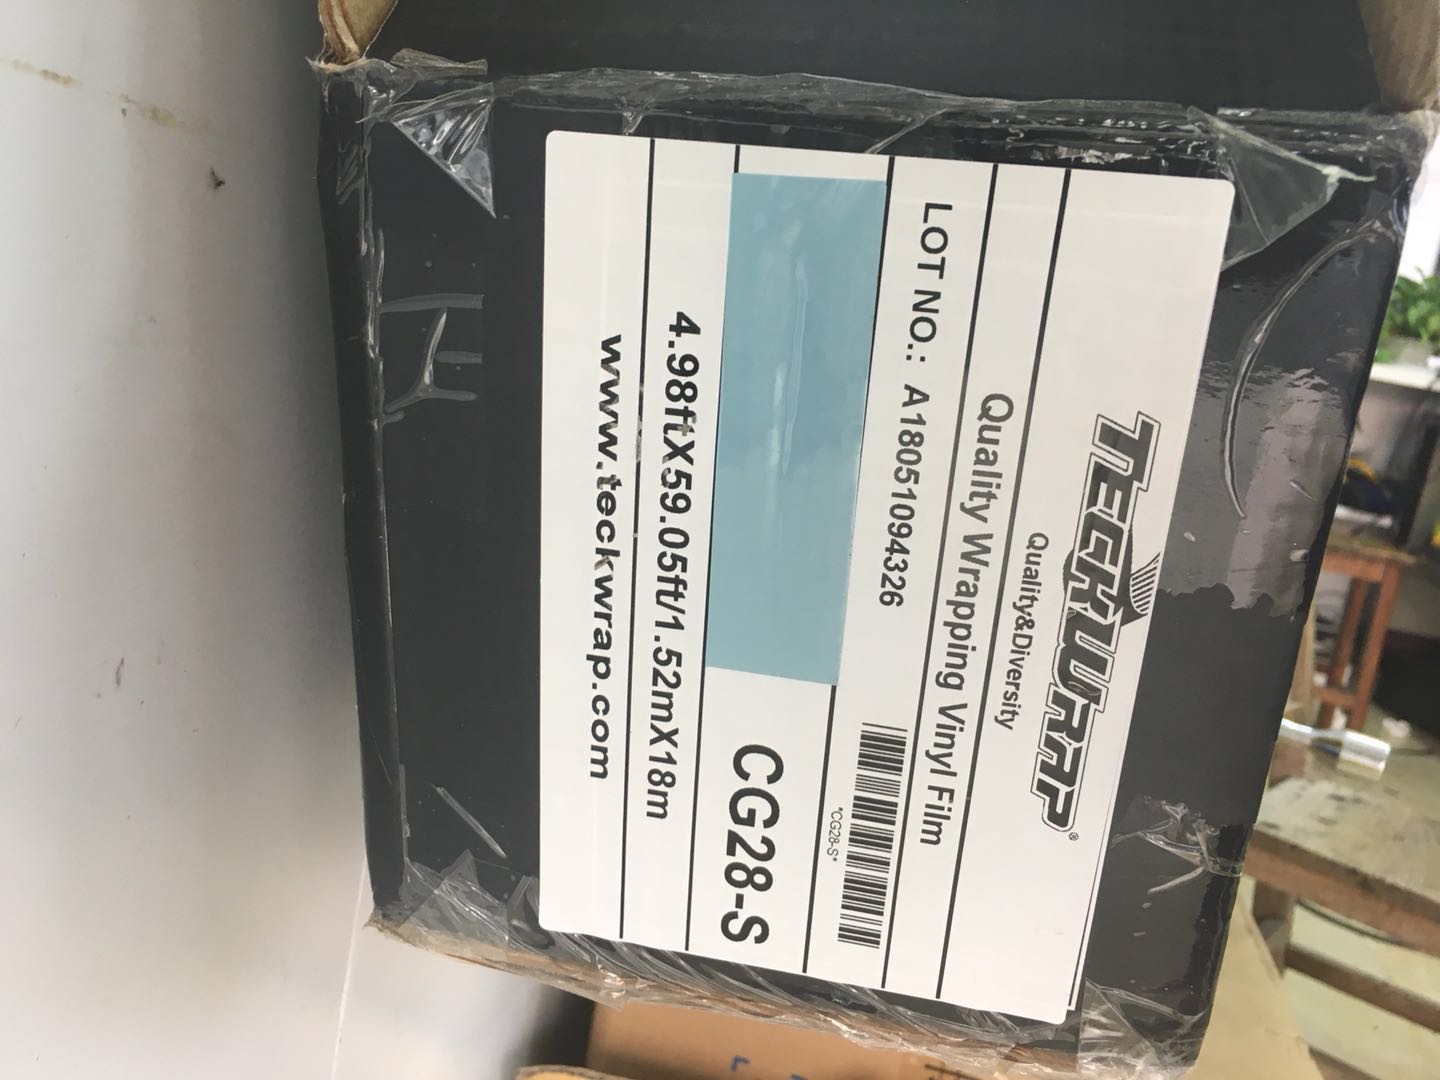 TECKWRAP®
Quality&Diversity
Quality Wrapping Vinyl Film
LOT NO.: A18051094326
*CG28-S*
CG28-S
4.98ftX59.05ft/1.52mX18m
www.teckwrap.com